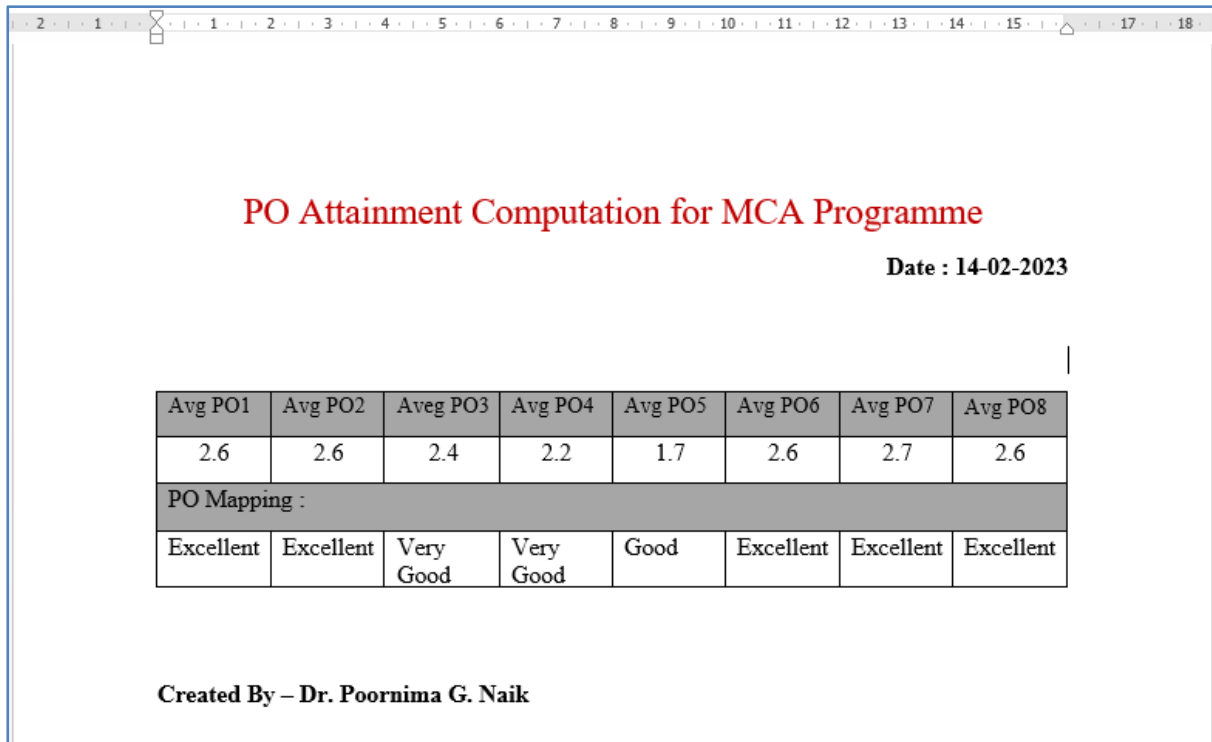 2 1 1 2 3 4 5 6 7 8 9 10 11 12 13 14 15 17 18
PO Attainment Computation for MCA Programme
Date : 14-02-2023
Avg PO1 Avg PO2 Aveg PO3 Avg PO4 Avg PO5 Avg PO6 Avg PO7 Avg PO8
2.6 2.6 2.4 2.2 1.7 2.6 2.7 2.6
PO Mapping :
Excellent Excellent Very Good Very Good Good Excellent Excellent Excellent
Created By – Dr. Poornima G. Naik